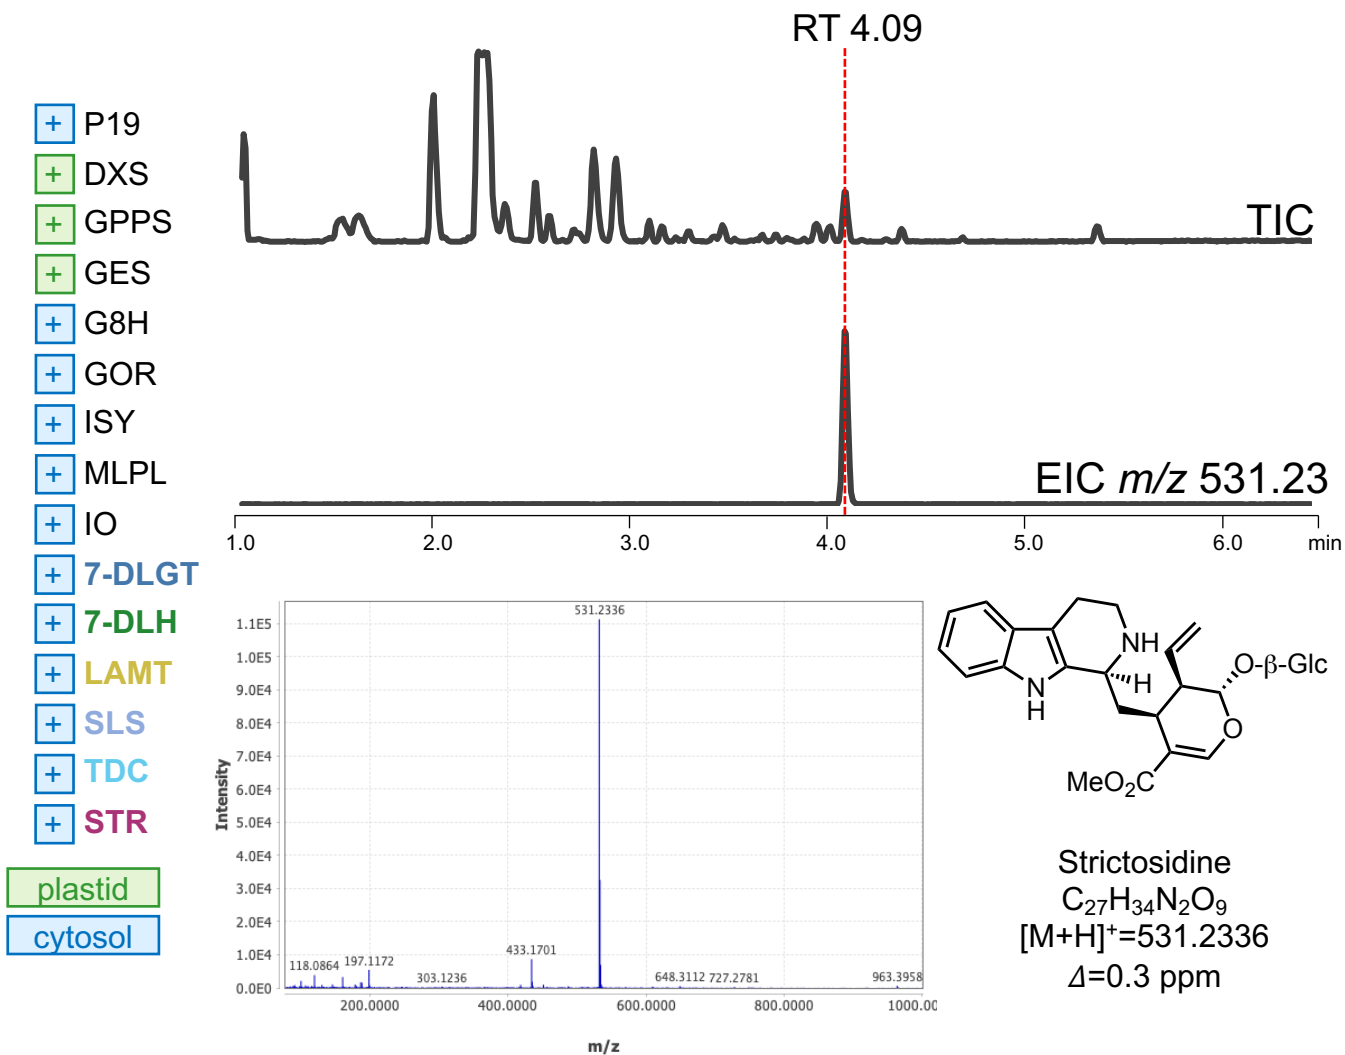 RT 4.09
+ P19
+ DXS
+ GPPS
+ GES
+ G8H
+ GOR
+ ISY
+ MLPL
+ IO
+ 7-DLGT
+ 7-DLH
+ LAMT
+ SLS
+ TDC
+ STR
plastid
cytosol
TIC
EIC m/z 531.23
1.0 2.0 3.0 4.0 5.0 6.0 min
Intensity
1.1E5
1.0E5
9.0E4
8.0E4
7.0E4
6.0E4
5.0E4
4.0E4
3.0E4
2.0E4
1.0E4
0.0E0
531.2336
118.0864 197.1172 303.1236 433.1701 648.3112 727.2781 963.3958
200.0000 400.0000 600.0000 800.0000 1000.00
m/z
NH
N
H
H
O-β-Glc
O
MeO₂C
Strictosidine
C₂₇H₃₄N₂O₉
[M+H]⁺=531.2336
Δ=0.3 ppm